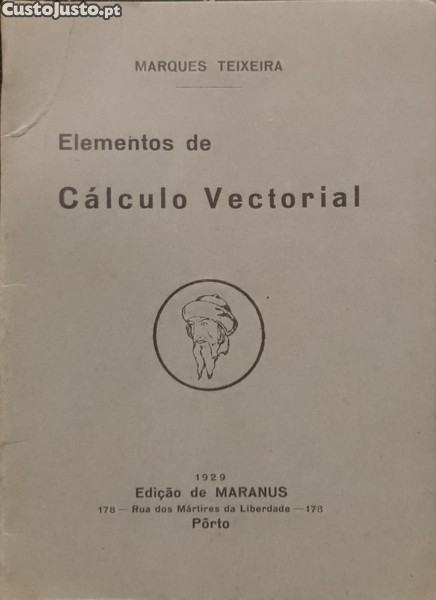 CustoJusto.pt
MARQUES TEIXEIRA
Elementos de
Cálculo Vectorial
1929
Edição de MARANUS
178 — Rua dos Mártires da Liberdade — 178
Pôrto